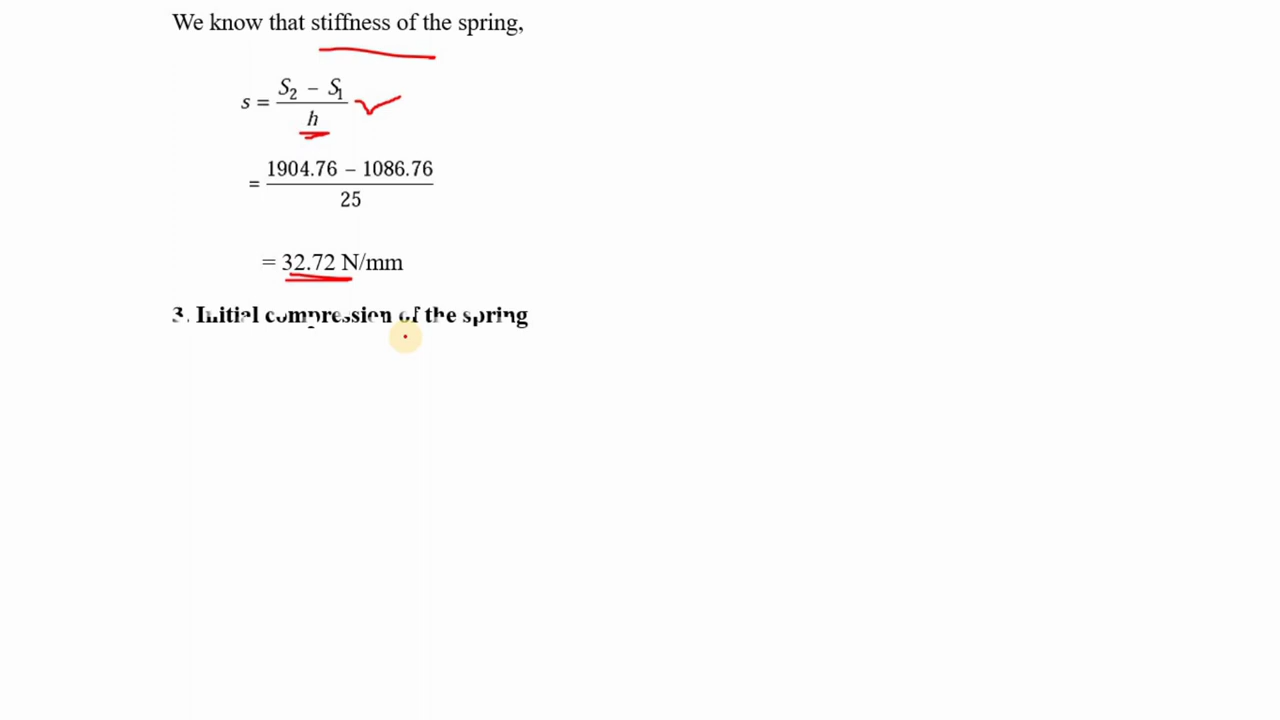 We know that stiffness of the spring,
s = S₂ − S₁ / h
= 1904.76 − 1086.76 / 25
= 32.72 N/mm
3. Initial compression of the spring